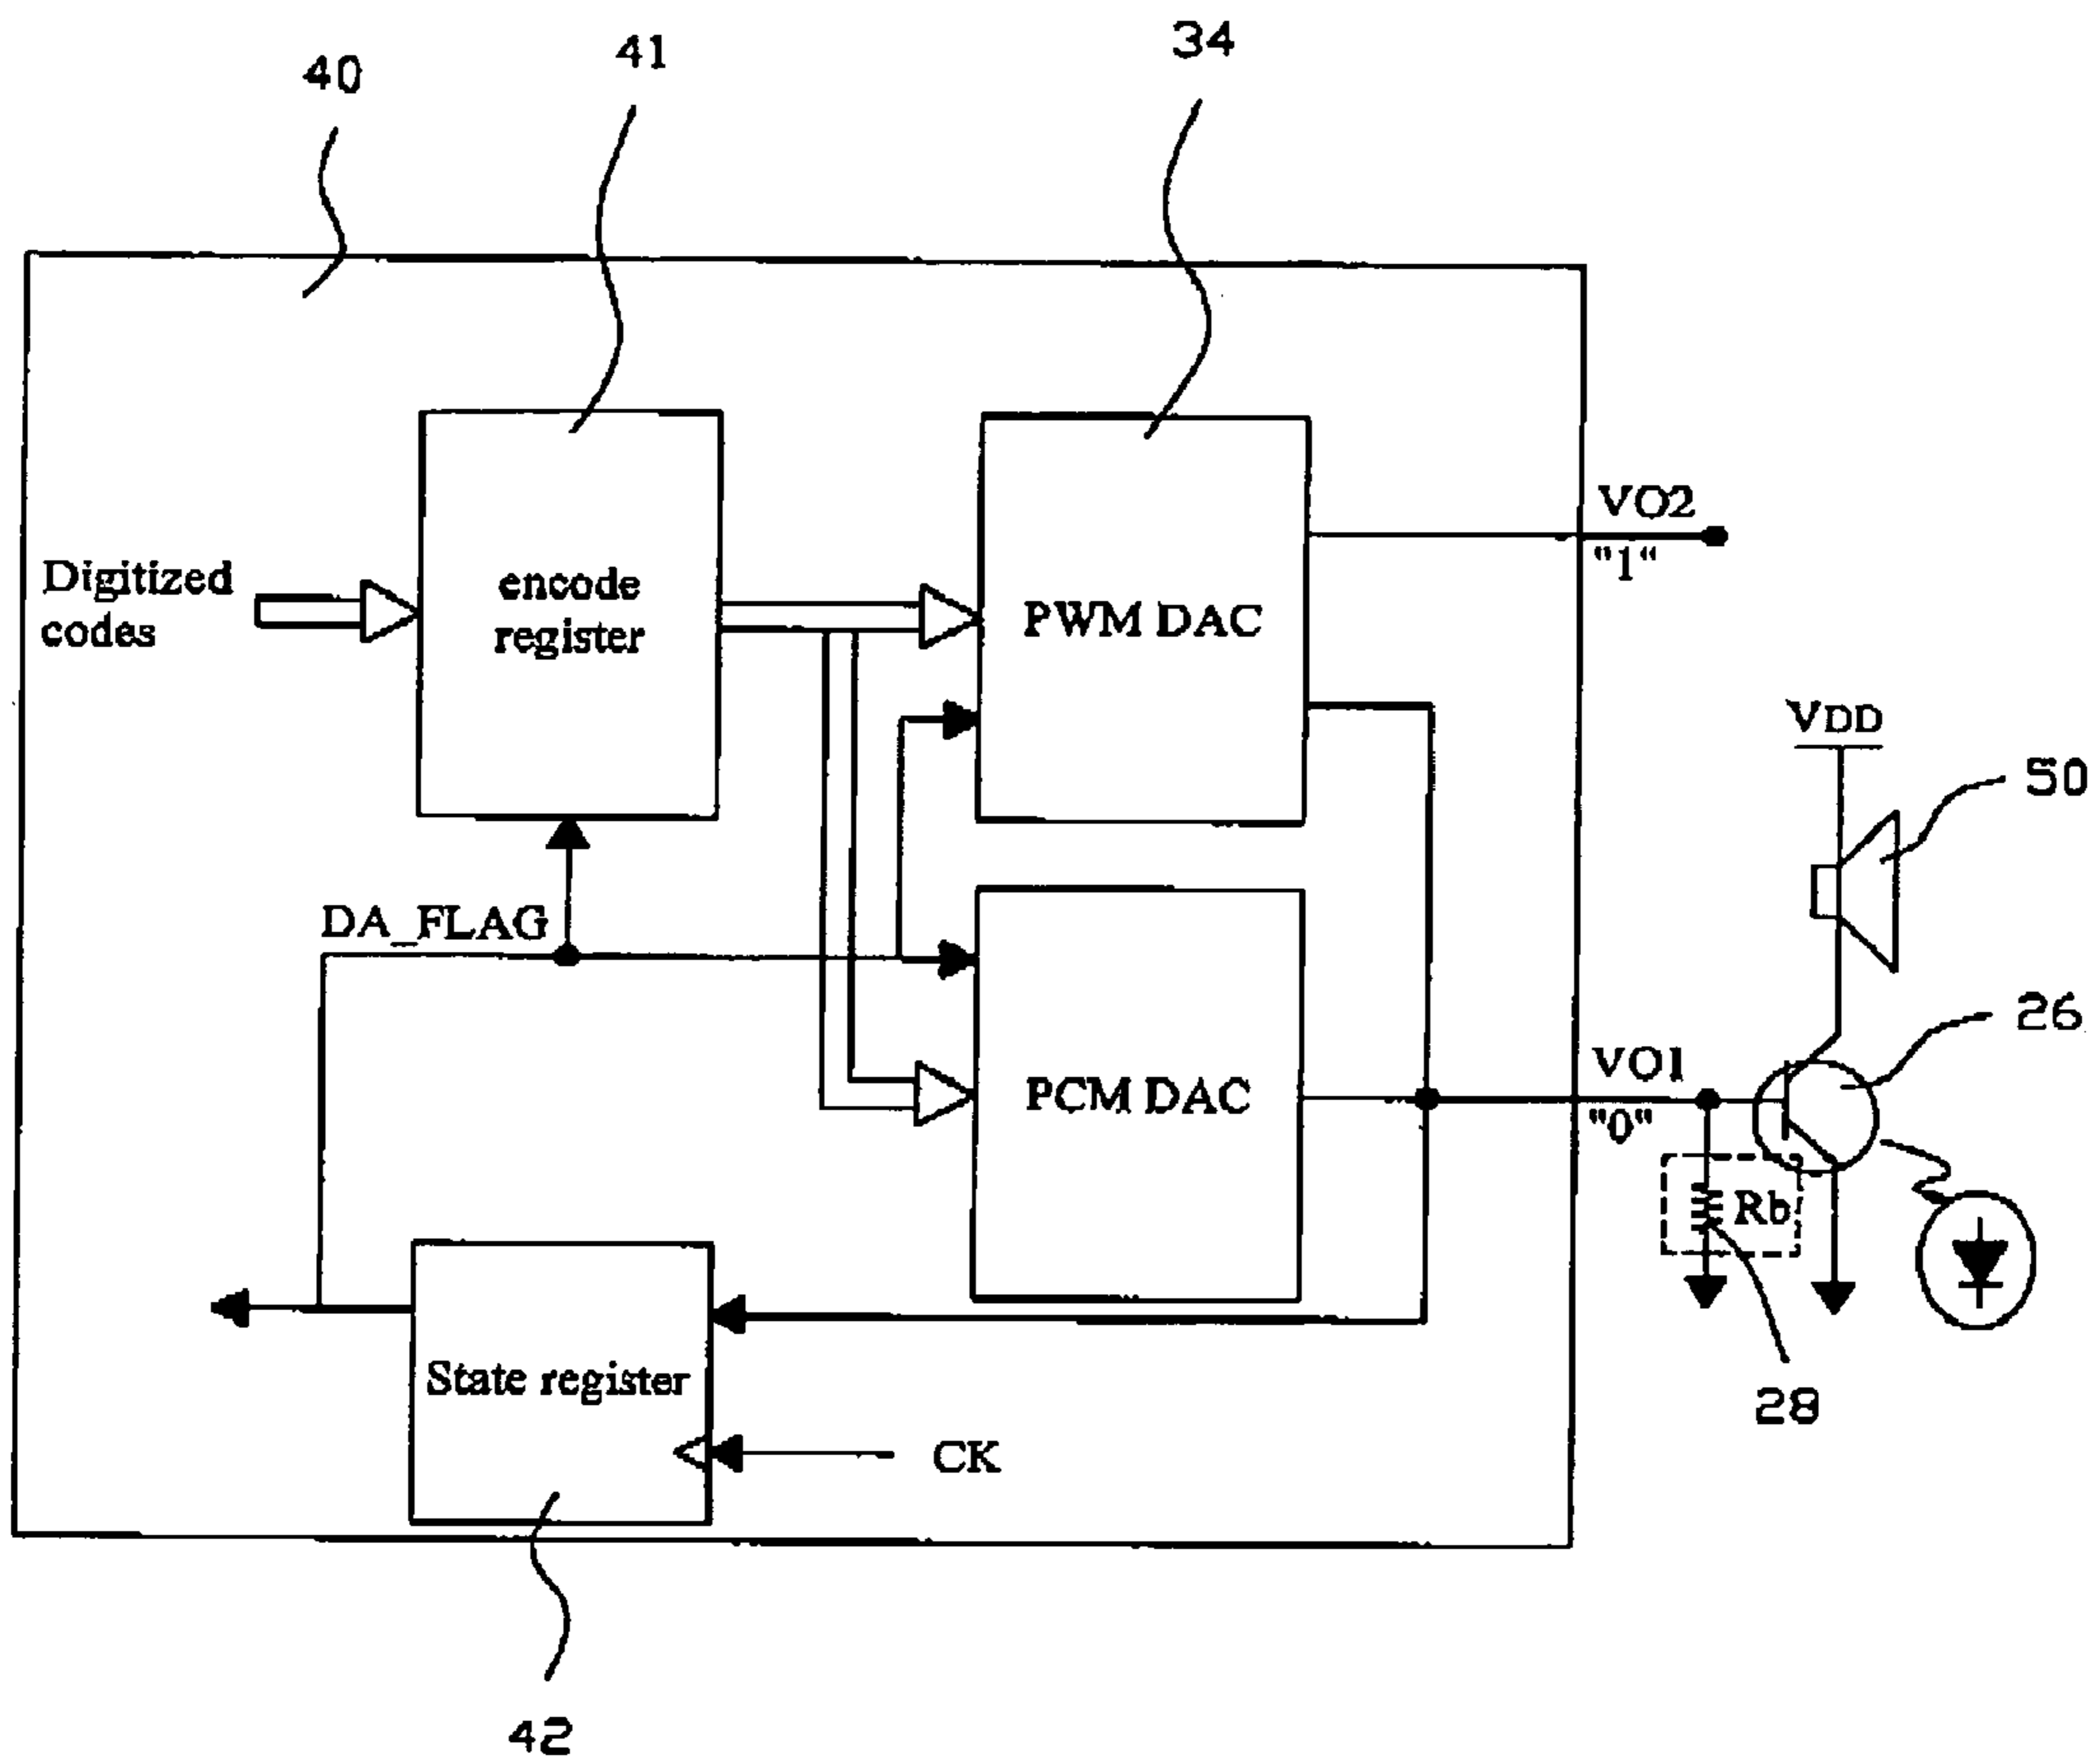 40
41
34
Digitized
codes
encode
register
PWM DAC
VO2
"1"
VDD
50
DA_FLAG
26
PCM DAC
VO1
"0"
Rb
State register
28
CK
42